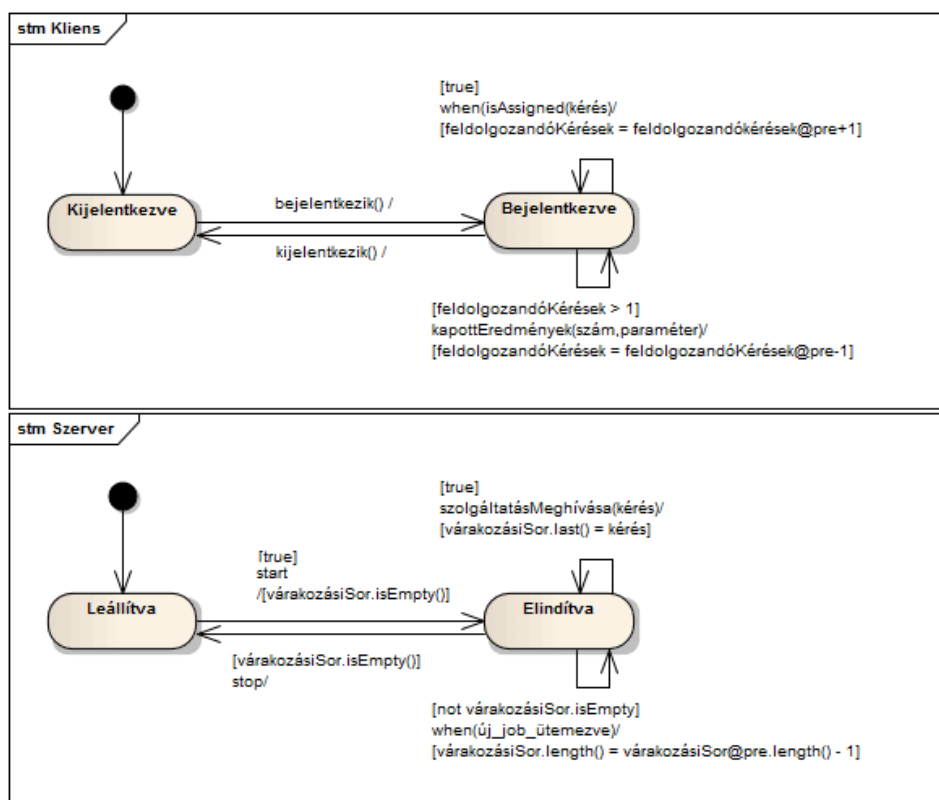 stm Kliens
[true]
when(isAssigned(kérés)/
[feldolgozandóKérések = feldolgozandókérések@pre+1]
Kijelentkezve
bejelentkezik() /
Bejelentkezve
kijelentkezik() /
[feldolgozandóKérések > 1]
kapottEredmények(szám,paraméter)/
[feldolgozandóKérések = feldolgozandóKérések@pre-1]
stm Szerver
[true]
szolgáltatásMeghívása(kérés)/
[várakozásiSor.last() = kérés]
[true]
start
/[várakozásiSor.isEmpty()]
Leállítva
Elindítva
[várakozásiSor.isEmpty()]
stop/
[not várakozásiSor.isEmpty]
when(új_job_ütemezve)/
[várakozásiSor.length() = várakozásiSor@pre.length() - 1]